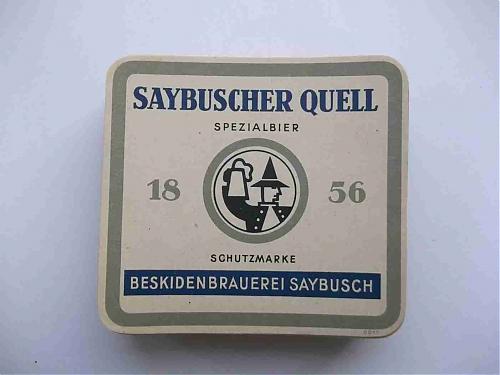 SAYBUSCHER QUELL
SPEZIALBIER
18 56
SCHUTZMARKE
BESKIDENBRAUEREI SAYBUSCH